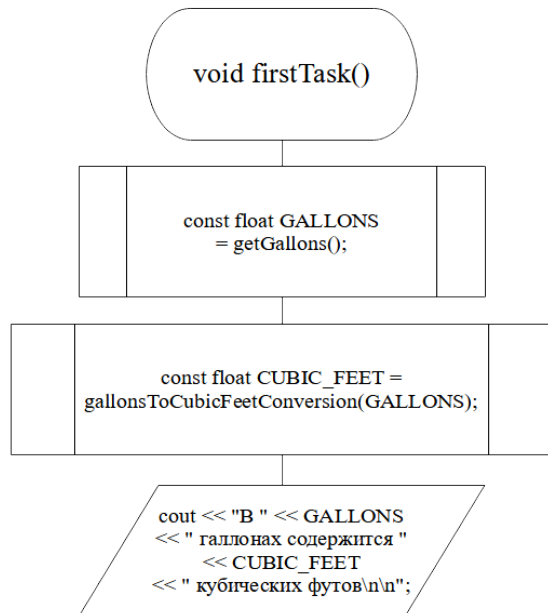 void firstTask()
const float GALLONS
= getGallons();
const float CUBIC_FEET =
gallonsToCubicFeetConversion(GALLONS);
cout << "В " << GALLONS
<< " галлонах содержится "
<< CUBIC_FEET
<< " кубических футов\n\n";